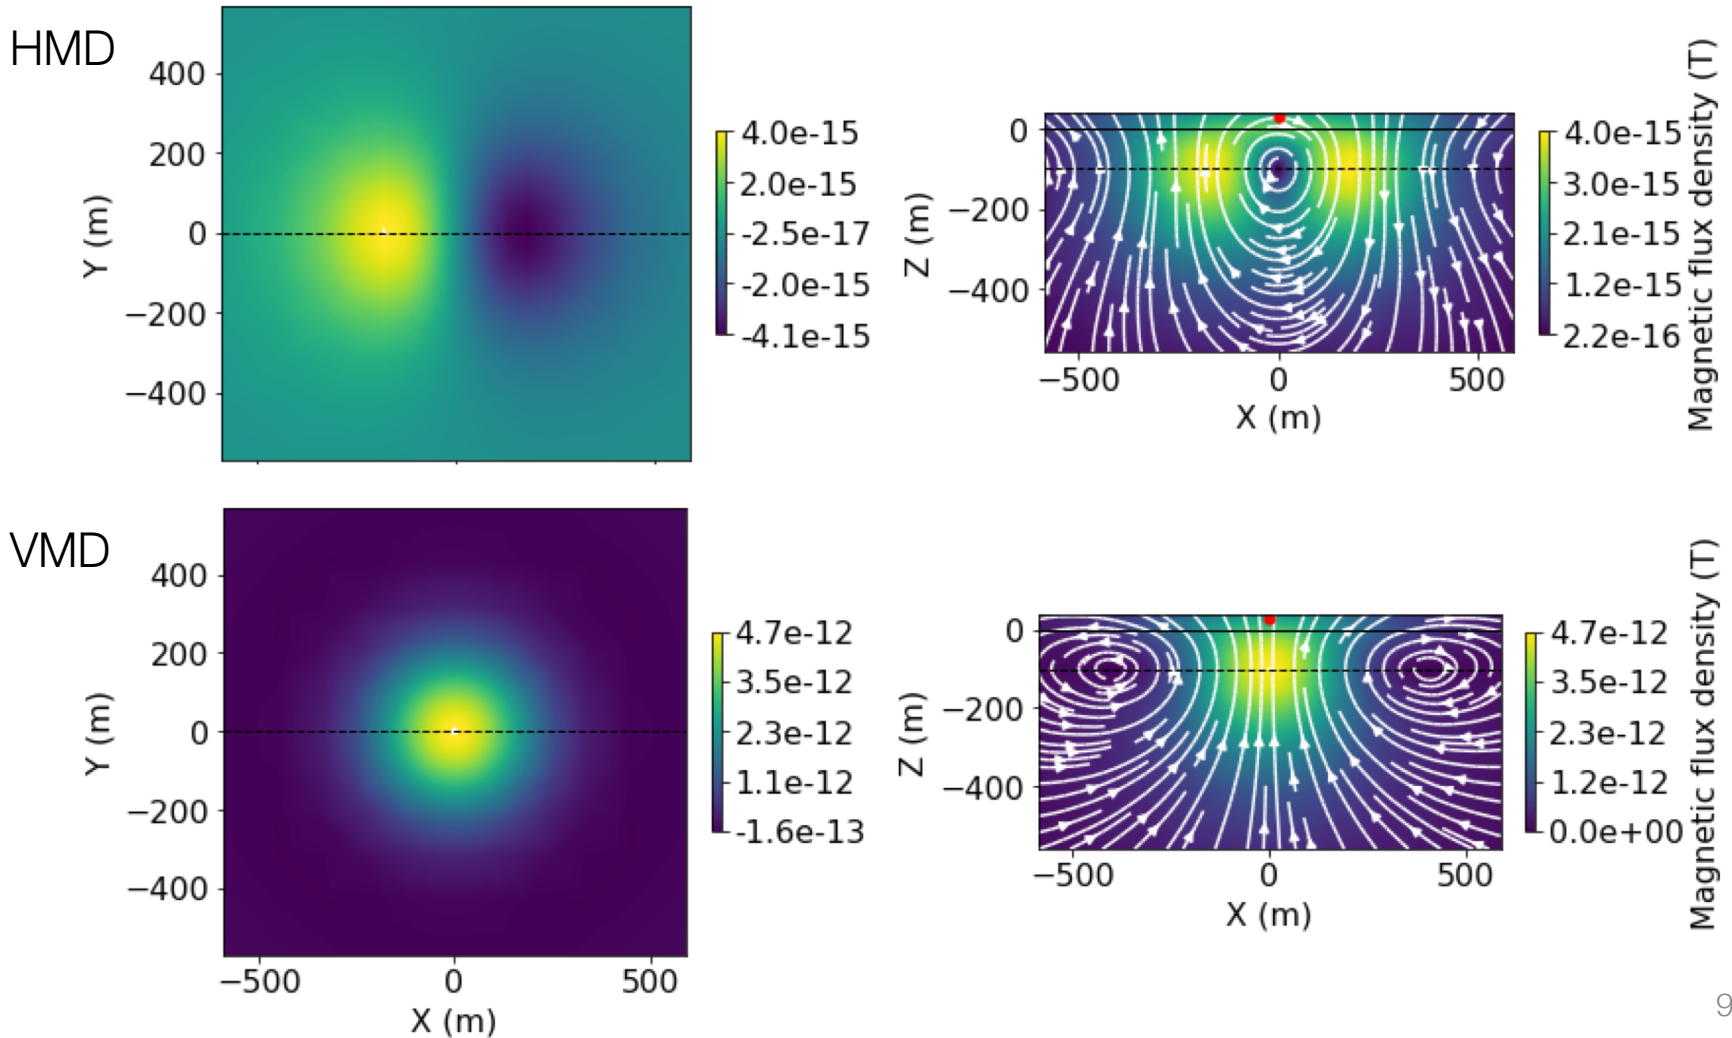 HMD
400
200
0
−200
−400
Y (m)
4.0e-15
2.0e-15
-2.5e-17
-2.0e-15
-4.1e-15
0
−200
−400
Z (m)
−500
0
500
X (m)
4.0e-15
3.0e-15
2.1e-15
1.2e-15
2.2e-16
Magnetic flux density (T)
VMD
400
200
0
−200
−400
Y (m)
−500
0
500
X (m)
4.7e-12
3.5e-12
2.3e-12
1.1e-12
-1.6e-13
0
−200
−400
Z (m)
−500
0
500
X (m)
4.7e-12
3.5e-12
2.3e-12
1.2e-12
0.0e+00
Magnetic flux density (T)
9